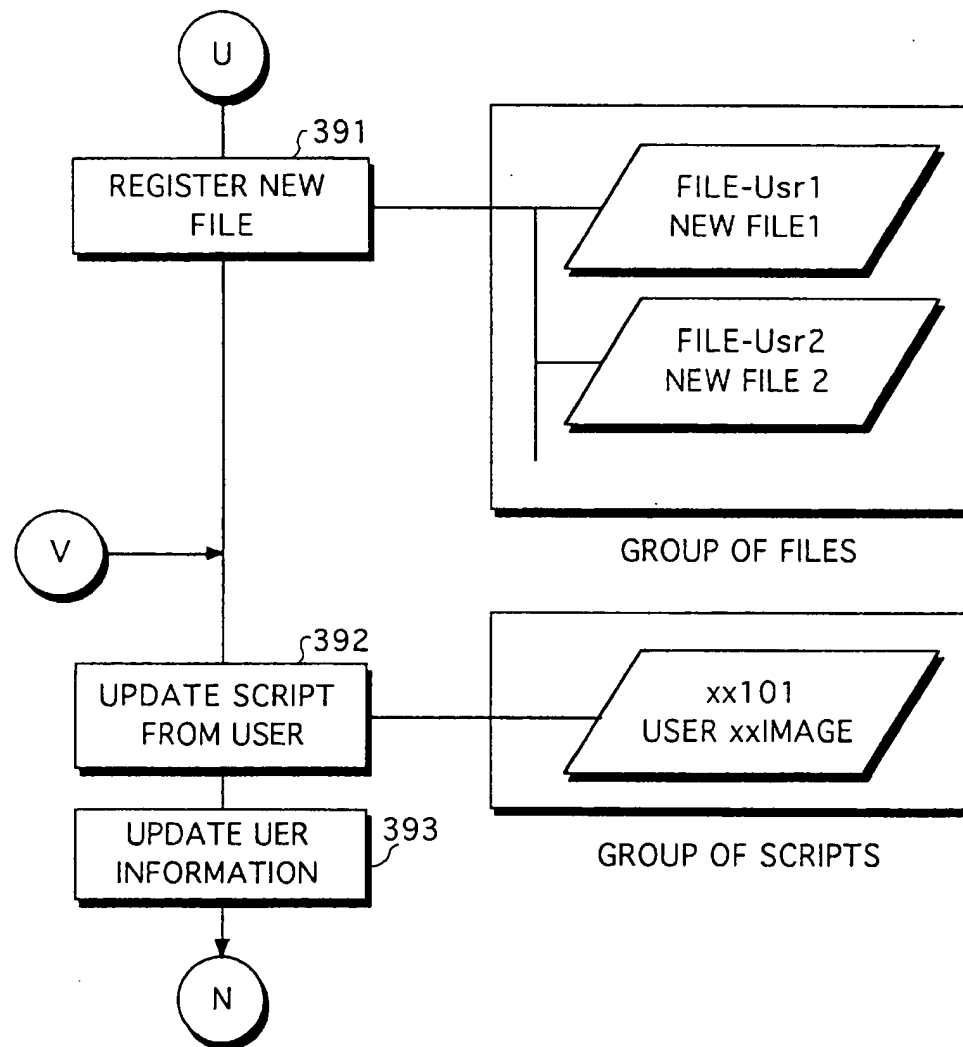 U
391
REGISTER NEW
FILE
FILE-Usr1
NEW FILE1
FILE-Usr2
NEW FILE 2
GROUP OF FILES
V
392
UPDATE SCRIPT
FROM USER
xx101
USER xxIMAGE
GROUP OF SCRIPTS
UPDATE UER
INFORMATION
393
N